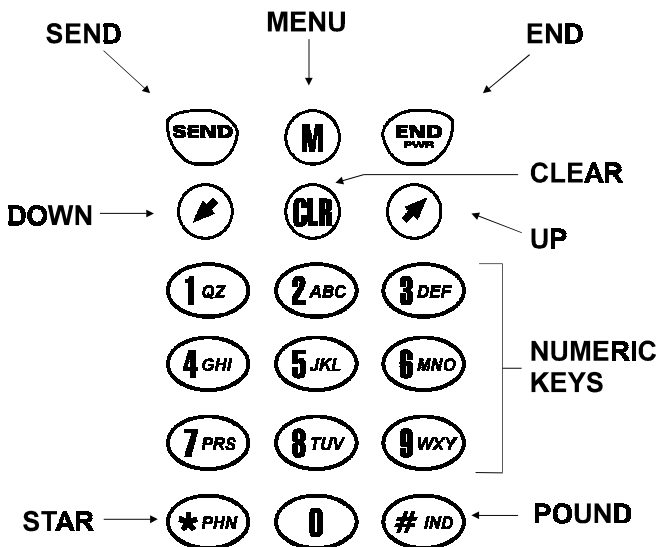 SEND
MENU
END
SEND
M
END
PWR
CLEAR
DOWN
CLR
UP
1 QZ
2 ABC
3 DEF
4 GHI
5 JKL
6 MNO
NUMERIC
KEYS
7 PRS
8 TUV
9 WXY
STAR
* PHN
0
# IND
POUND